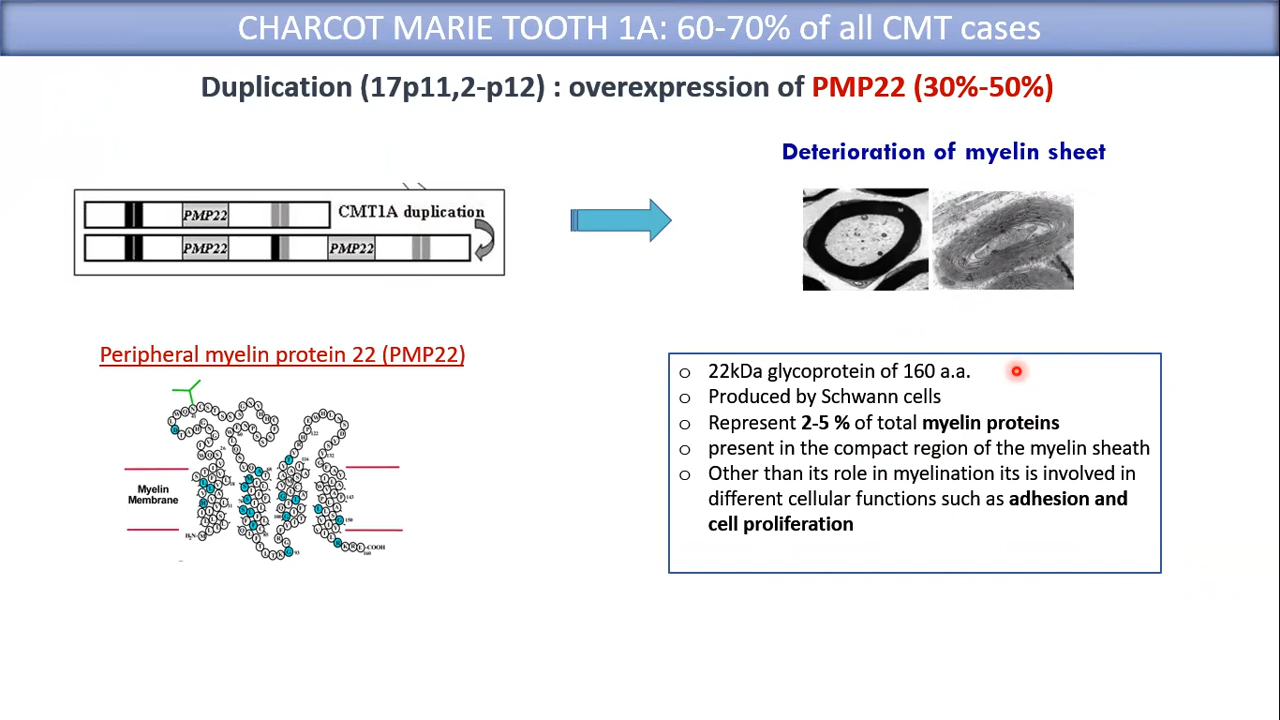 CHARCOT MARIE TOOTH 1A: 60-70% of all CMT cases
Duplication (17p11,2-p12) : overexpression of PMP22 (30%-50%)
Deterioration of myelin sheet
PMP22
CMT1A duplication
PMP22
PMP22
Peripheral myelin protein 22 (PMP22)
Myelin
Membrane
H₂N
COOH
160
o 22kDa glycoprotein of 160 a.a.
o Produced by Schwann cells
o Represent 2-5 % of total myelin proteins
o present in the compact region of the myelin sheath
o Other than its role in myelination its is involved in
different cellular functions such as adhesion and
cell proliferation